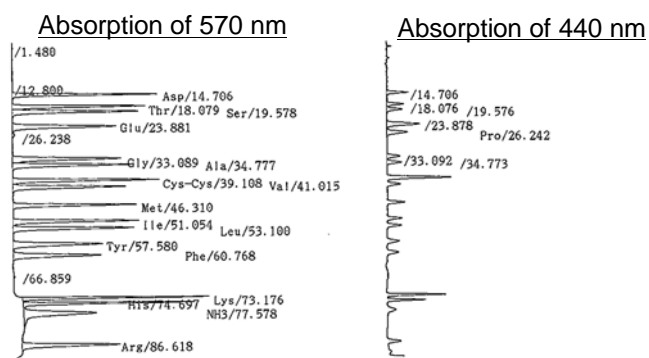 Absorption of 570 nm
/1.480
/12.800
Asp/14.706
Thr/18.079 Ser/19.578
Glu/23.881
/26.238
Gly/33.089 Ala/34.777
Cys-Cys/39.108 Val/41.015
Met/46.310
Ile/51.054
Leu/53.100
Tyr/57.580
Phe/60.768
/66.859
Lys/73.176
His/74.697
NH3/77.578
Arg/86.618
Absorption of 440 nm
/14.706
/18.076 /19.576
/23.878
Pro/26.242
/33.092 /34.773